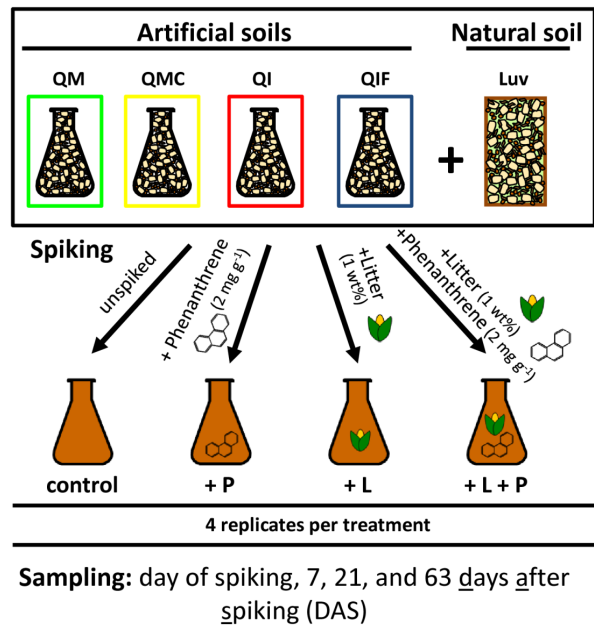 Artificial soils
Natural soil
QM
QMC
QI
QIF
Luv
+
Spiking
unspiked
+ Phenanthrene
(2 mg g⁻¹)
+Litter
(1 wt%)
+Litter (1 wt%)
+Phenanthrene (2 mg g⁻¹)
control
+ P
+ L
+ L + P
4 replicates per treatment
Sampling: day of spiking, 7, 21, and 63 days after
spiking (DAS)